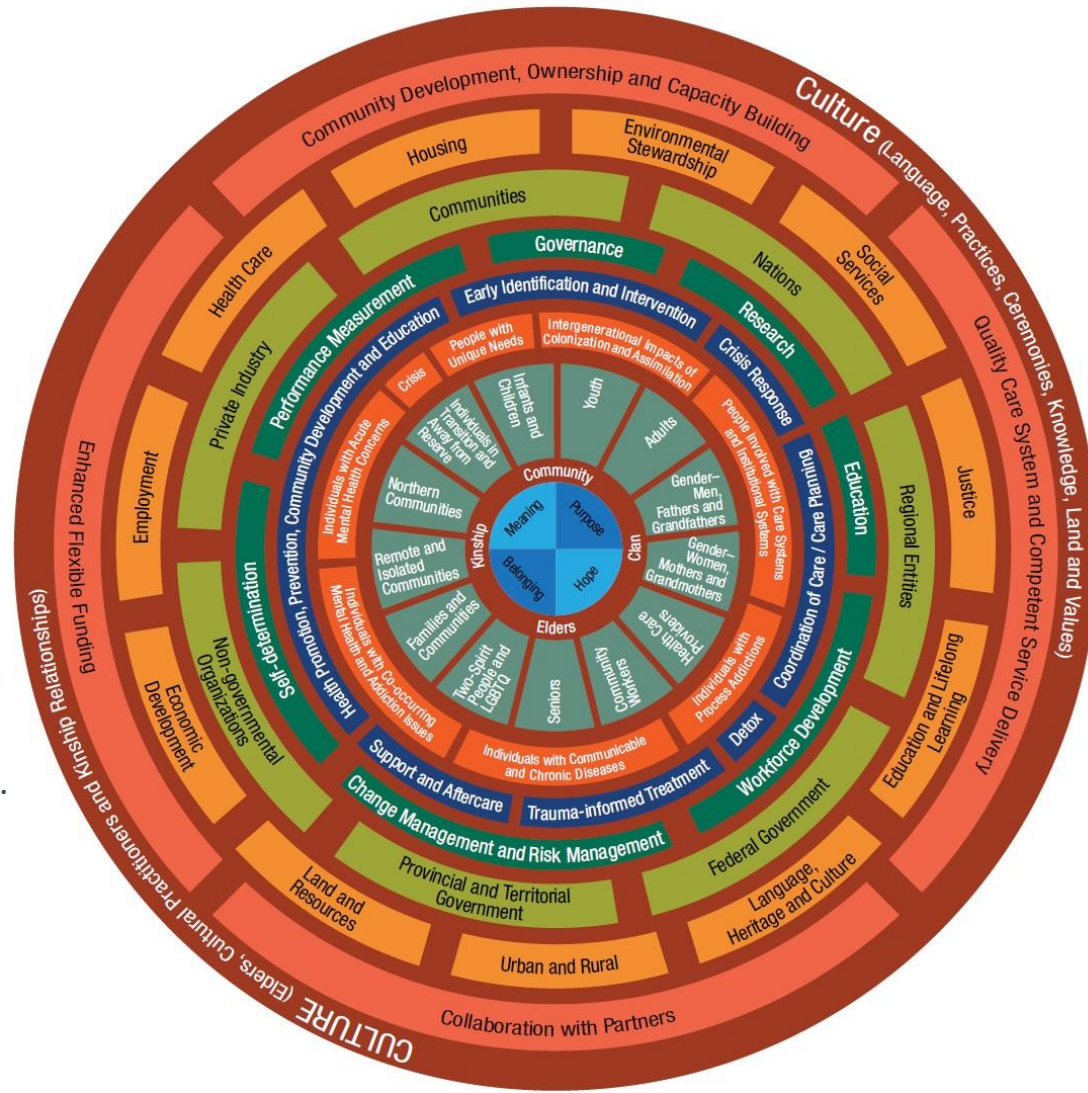 Culture (Language, Practices, Ceremonies, Knowledge, Land and Values)
CULTURE (Elders, Cultural Practitioners and Kinship Relationships)
Community Development, Ownership and Capacity Building
Quality Care System and Competent Service Delivery
Collaboration with Partners
Enhanced Flexible Funding
Housing
Environmental
Stewardship
Social
Services
Justice
Education and Lifelong
Learning
Language,
Heritage and Culture
Urban and Rural
Land and
Resources
Economic
Development
Employment
Health Care
Communities
Nations
Regional Entities
Federal Government
Provincial and Territorial
Government
Non-governmental
Organizations
Private Industry
Governance
Research
Education
Workforce Development
Change Management and Risk Management
Self-determination
Performance Measurement
Early Identification and Intervention
Crisis Response
Coordination of Care / Care Planning
Detox
Trauma-informed Treatment
Support and Aftercare
Health Promotion, Prevention, Community Development and Education
People with
Unique Needs
Intergenerational Impacts of
Colonization and Assimilation
People Involved with Care Systems
and Institutional Systems
Individuals with
Process Addictions
Individuals with Communicable
and Chronic Diseases
Individuals with Co-occurring
Mental Health and Addiction Issues
Individuals with Acute
Mental Health Concerns
Crisis
Infants and
Children
Youth
Adults
Gender–
Men,
Fathers and
Grandfathers
Gender–
Women,
Mothers and
Grandmothers
Health Care
Providers
Community
Workers
Seniors
Two-Spirit
People and
LGBTQ
Families and
Communities
Remote and
Isolated
Communities
Northern
Communities
Individuals in
Transition and
Away from
Reserve
Community
Clan
Elders
Kinship
Meaning
Purpose
Hope
Belonging
.